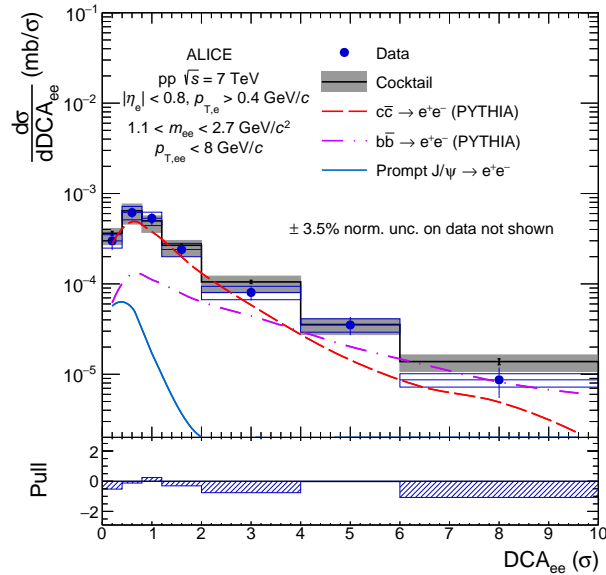 dσ/dDCA_ee (mb/σ)
10⁻¹
10⁻²
10⁻³
10⁻⁴
10⁻⁵
ALICE
pp √s = 7 TeV
|η_e| < 0.8, p_T,e > 0.4 GeV/c
1.1 < m_ee < 2.7 GeV/c²
p_T,ee < 8 GeV/c
Data
Cocktail
cc̄ → e⁺e⁻ (PYTHIA)
bb̄ → e⁺e⁻ (PYTHIA)
Prompt J/ψ → e⁺e⁻
± 3.5% norm. unc. on data not shown
Pull
2
0
−2
0 1 2 3 4 5 6 7 8 9 10
DCA_ee (σ)